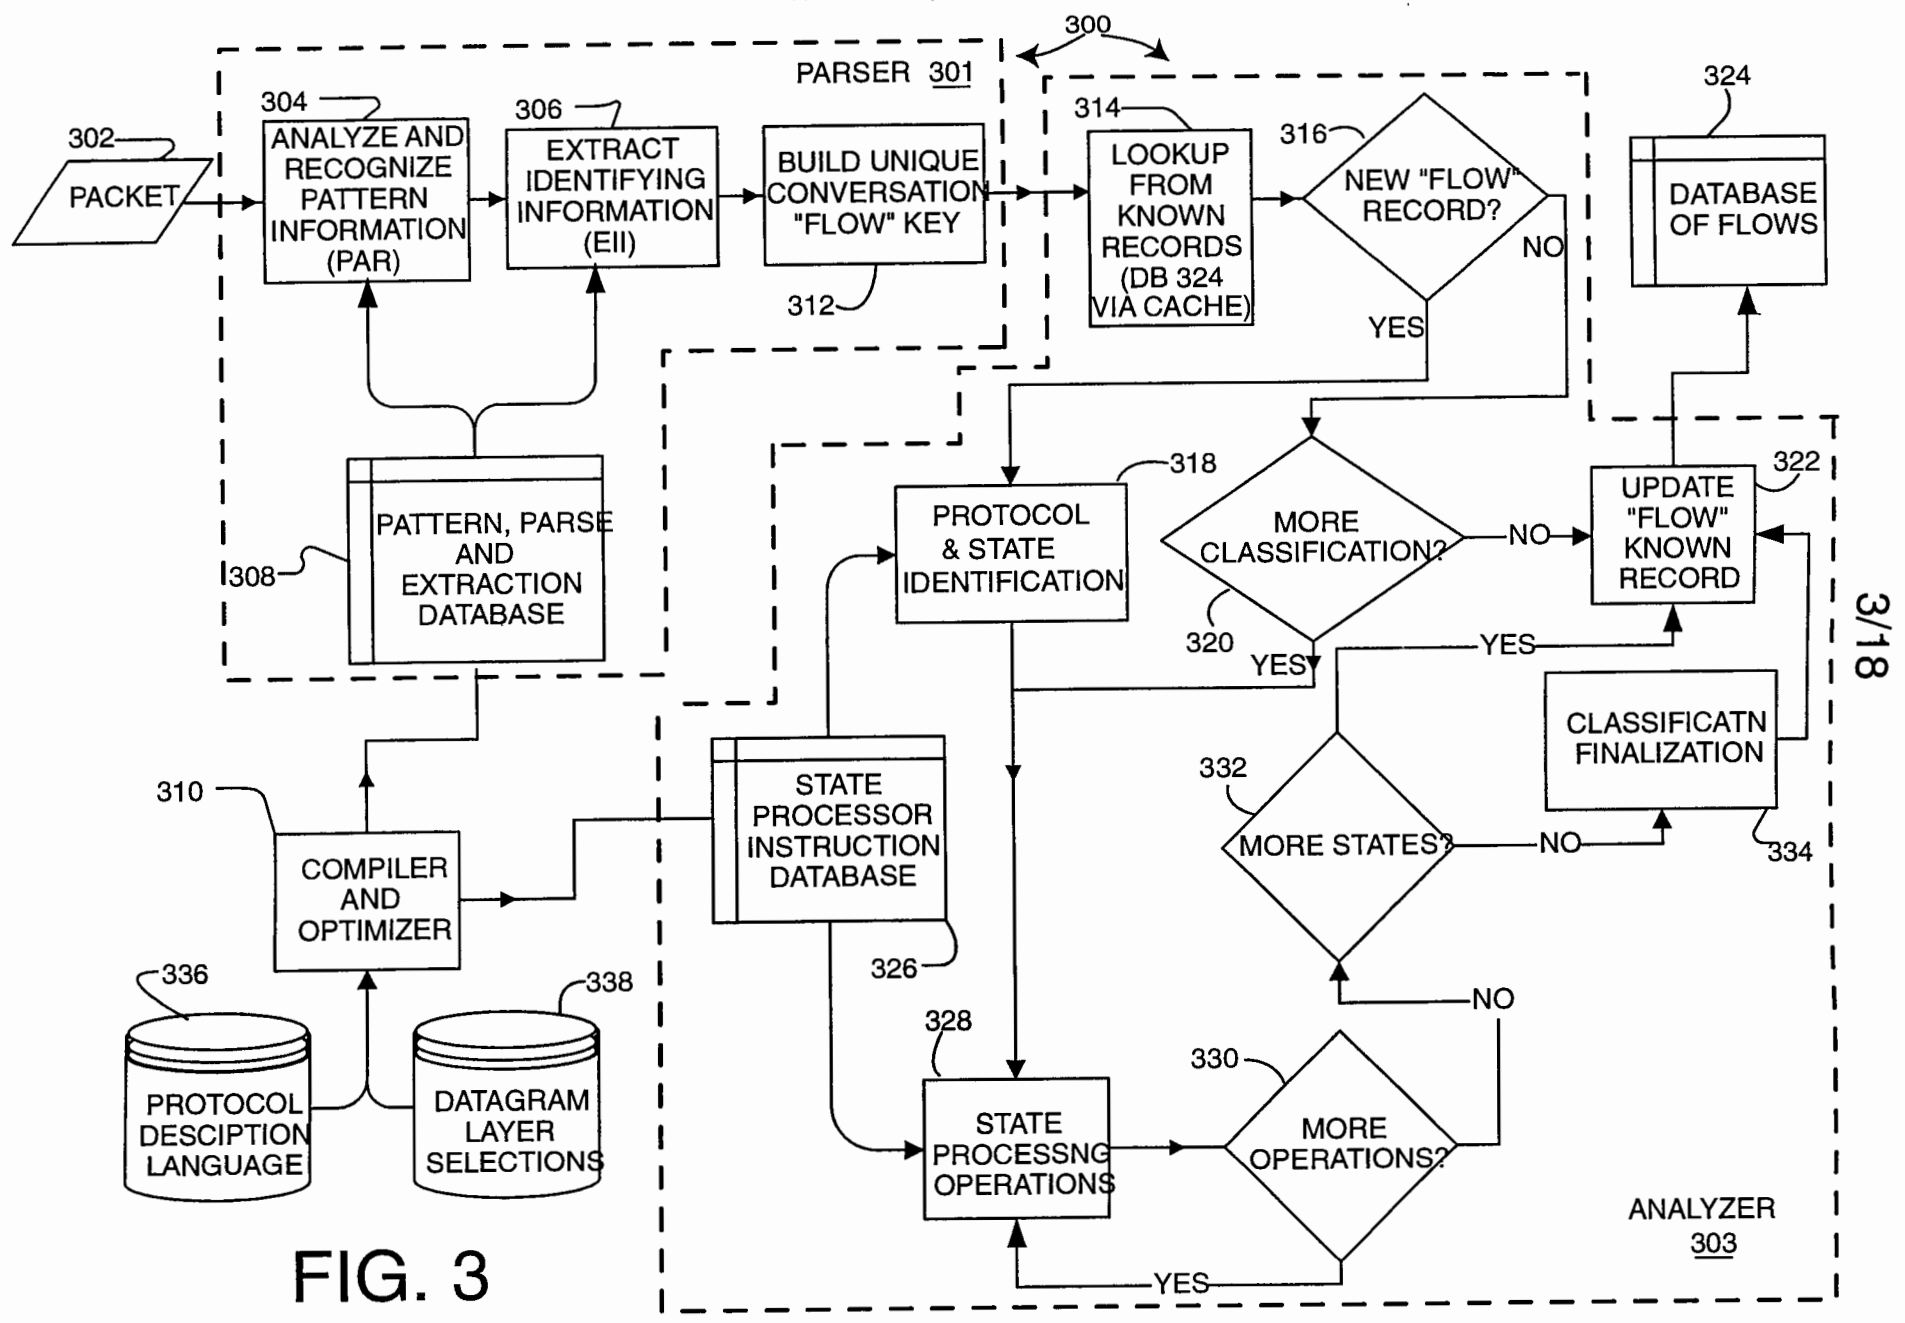 300
PARSER 301
302
PACKET
304
ANALYZE AND
RECOGNIZE
PATTERN
INFORMATION
(PAR)
306
EXTRACT
IDENTIFYING
INFORMATION
(EII)
BUILD UNIQUE
CONVERSATION
"FLOW" KEY
312
314
LOOKUP
FROM
KNOWN
RECORDS
(DB 324
VIA CACHE)
316
NEW "FLOW"
RECORD?
NO
YES
324
DATABASE
OF FLOWS
308
PATTERN, PARSE
AND
EXTRACTION
DATABASE
318
PROTOCOL
& STATE
IDENTIFICATION
MORE
CLASSIFICATION?
320
NO
YES
322
UPDATE
"FLOW"
KNOWN
RECORD
YES
3/18
CLASSIFICATN
FINALIZATION
334
332
MORE STATES?
NO
310
COMPILER
AND
OPTIMIZER
STATE
PROCESSOR
INSTRUCTION
DATABASE
326
336
PROTOCOL
DESCIPTION
LANGUAGE
338
DATAGRAM
LAYER
SELECTIONS
328
STATE
PROCESSNG
OPERATIONS
330
MORE
OPERATIONS?
NO
YES
ANALYZER
303
FIG. 3